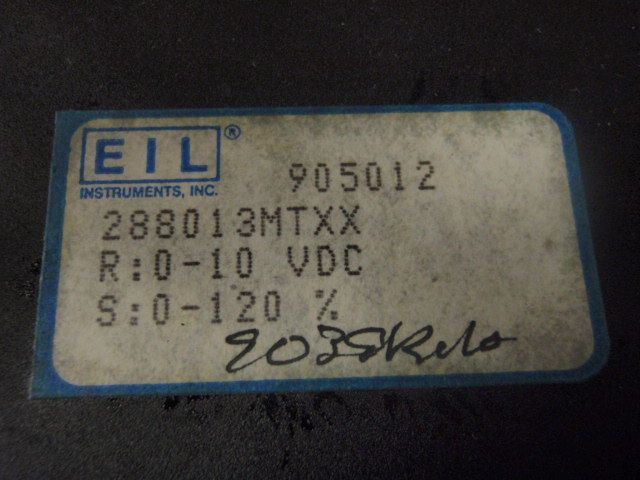 EIL®
INSTRUMENTS, INC.
905012
288013MTXX
R:0-10 VDC
S:0-120 %